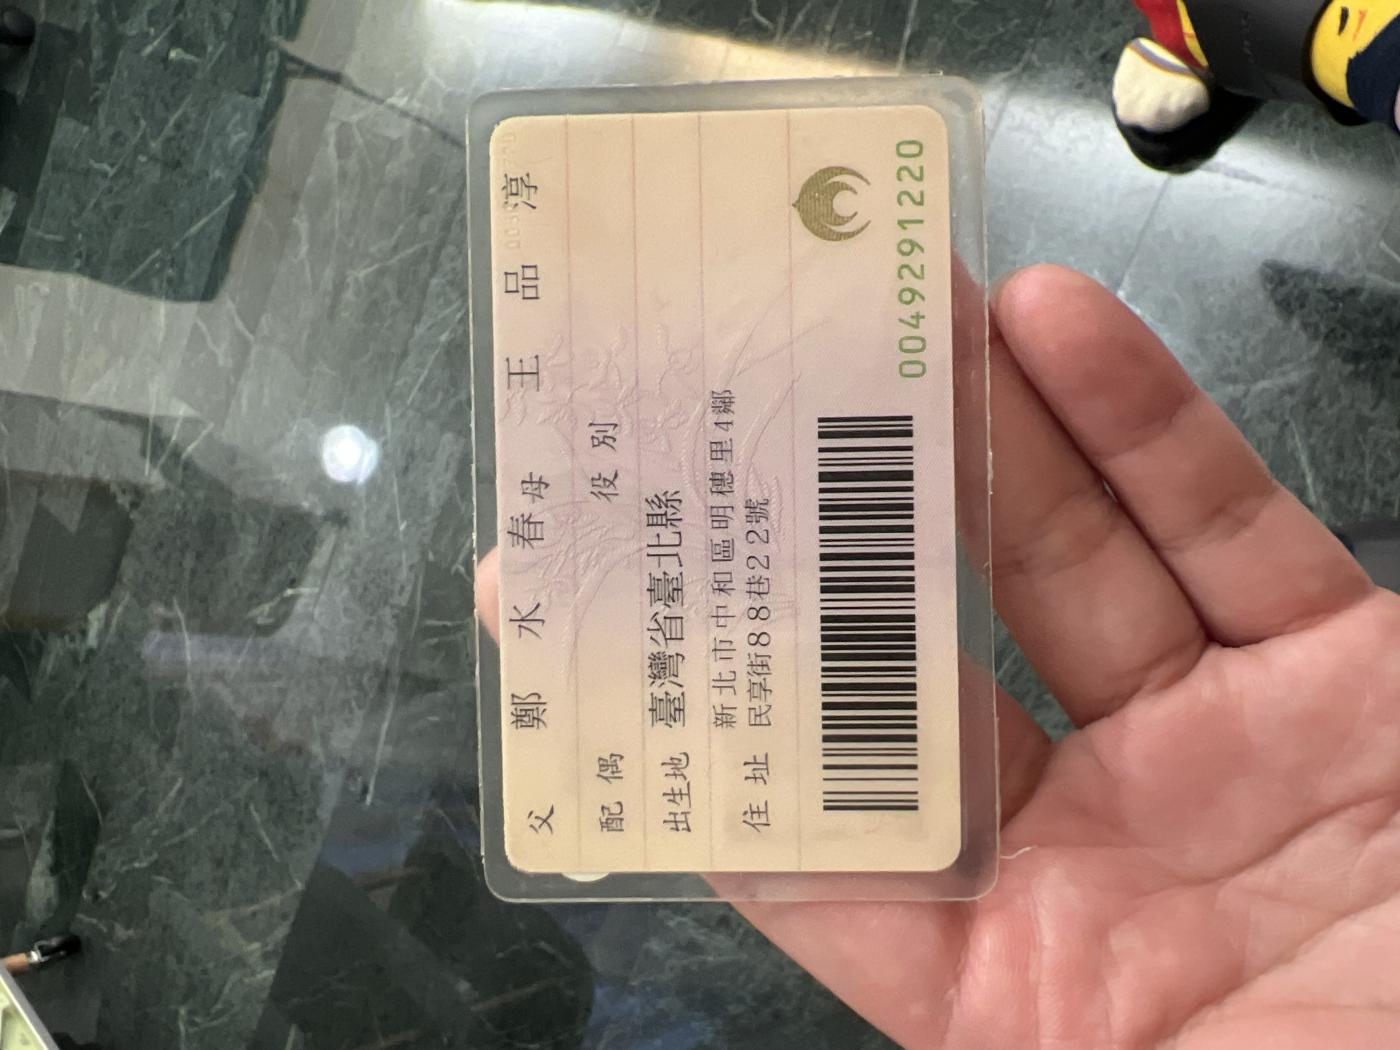 父 鄭水春 母 王品淳
配偶 役別
出生地 臺灣省臺北縣
住址 新北市中和區明穗里4鄰
民享街88巷22號
0049291220